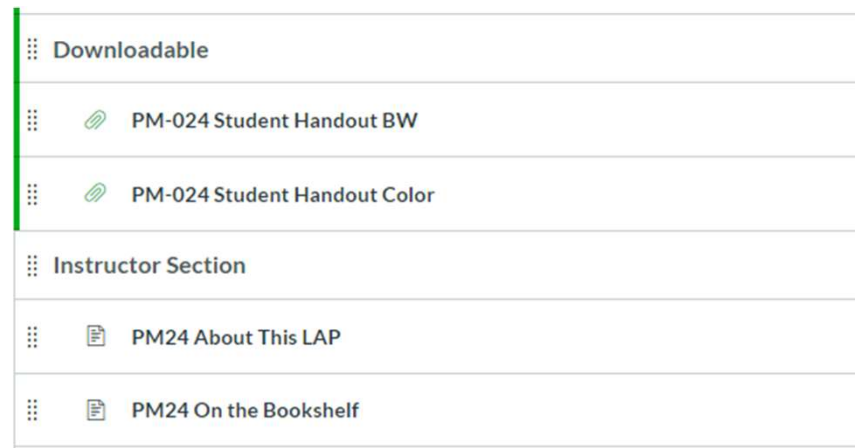 Downloadable
PM-024 Student Handout BW
PM-024 Student Handout Color
Instructor Section
PM24 About This LAP
PM24 On the Bookshelf